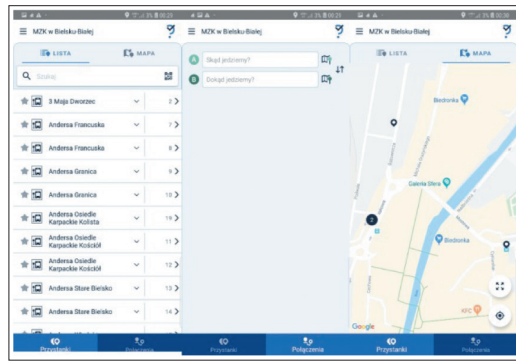 MZK w Bielsku-Białej
LISTA
MAPA
Szukaj
3 Maja Dworzec
3
Andersa Francuska
7
Andersa Francuska
8
Andersa Granica
9
Andersa Granica
10
Andersa Osiedle
Karpackie Kolista
19
Andersa Osiedle
Karpackie Kościół
11
Andersa Osiedle
Karpackie Kościół
12
Andersa Stare Bielsko
13
Andersa Stare Bielsko
14
Przystanki
Połączenia
MZK w Bielsku-Białej
A
Skąd jedziemy?
B
Dokąd jedziemy?
Przystanki
Połączenia
MZK w Bielsku-Białej
LISTA
MAPA
Biedronka
Galeria Sfera
2
Biedronka
KFC
Google
Przystanki
Połączenia